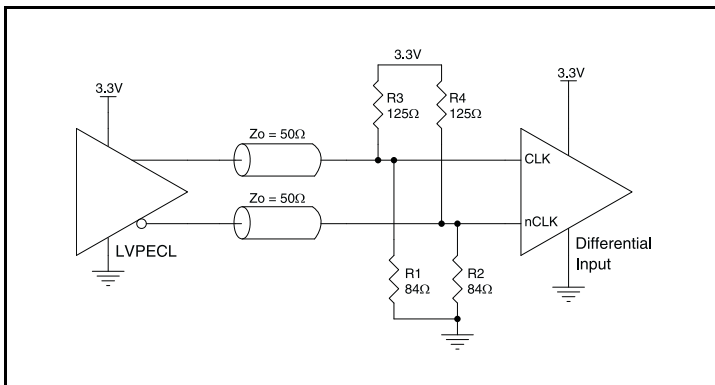 3.3V
3.3V
3.3V
R3
125Ω
R4
125Ω
Zo = 50Ω
CLK
Zo = 50Ω
nCLK
LVPECL
Differential
Input
R1
84Ω
R2
84Ω